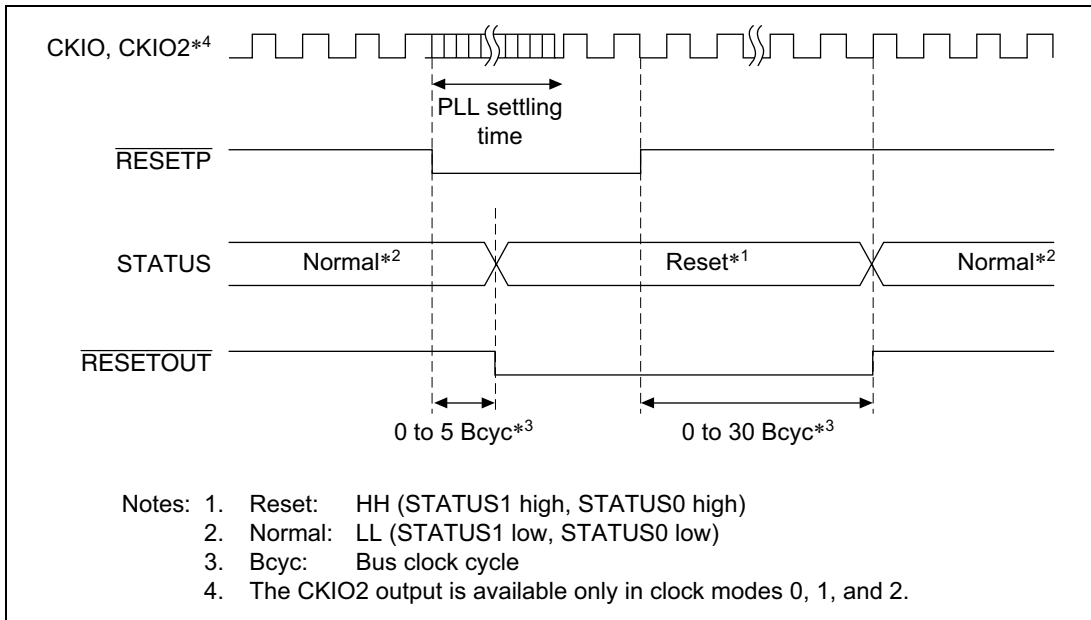 CKIO, CKIO2*4
PLL settling
time
RESETP
STATUS
Normal*2
Reset*1
Normal*2
RESETOUT
0 to 5 Bcyc*3
0 to 30 Bcyc*3
Notes: 1. Reset: HH (STATUS1 high, STATUS0 high)
2. Normal: LL (STATUS1 low, STATUS0 low)
3. Bcyc: Bus clock cycle
4. The CKIO2 output is available only in clock modes 0, 1, and 2.